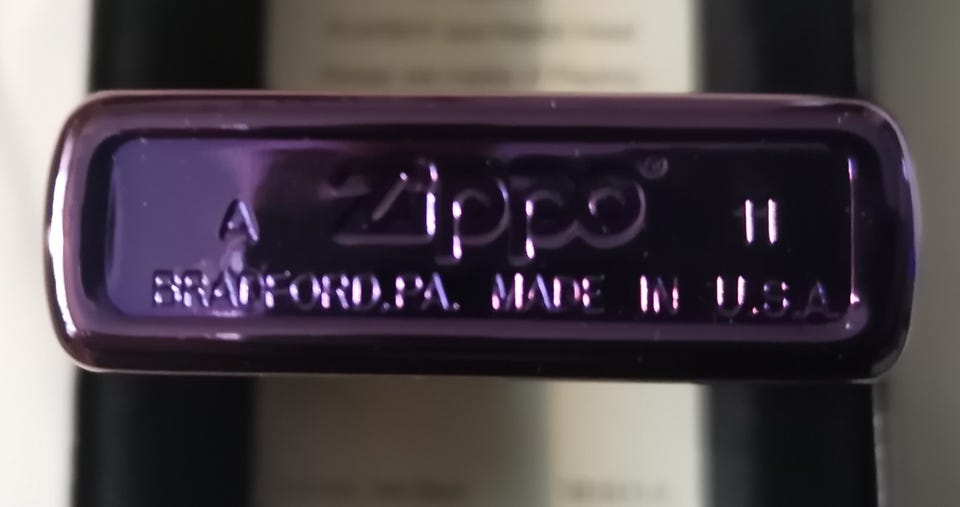 A Zippo® 11
BRADFORD,PA. MADE IN U.S.A.